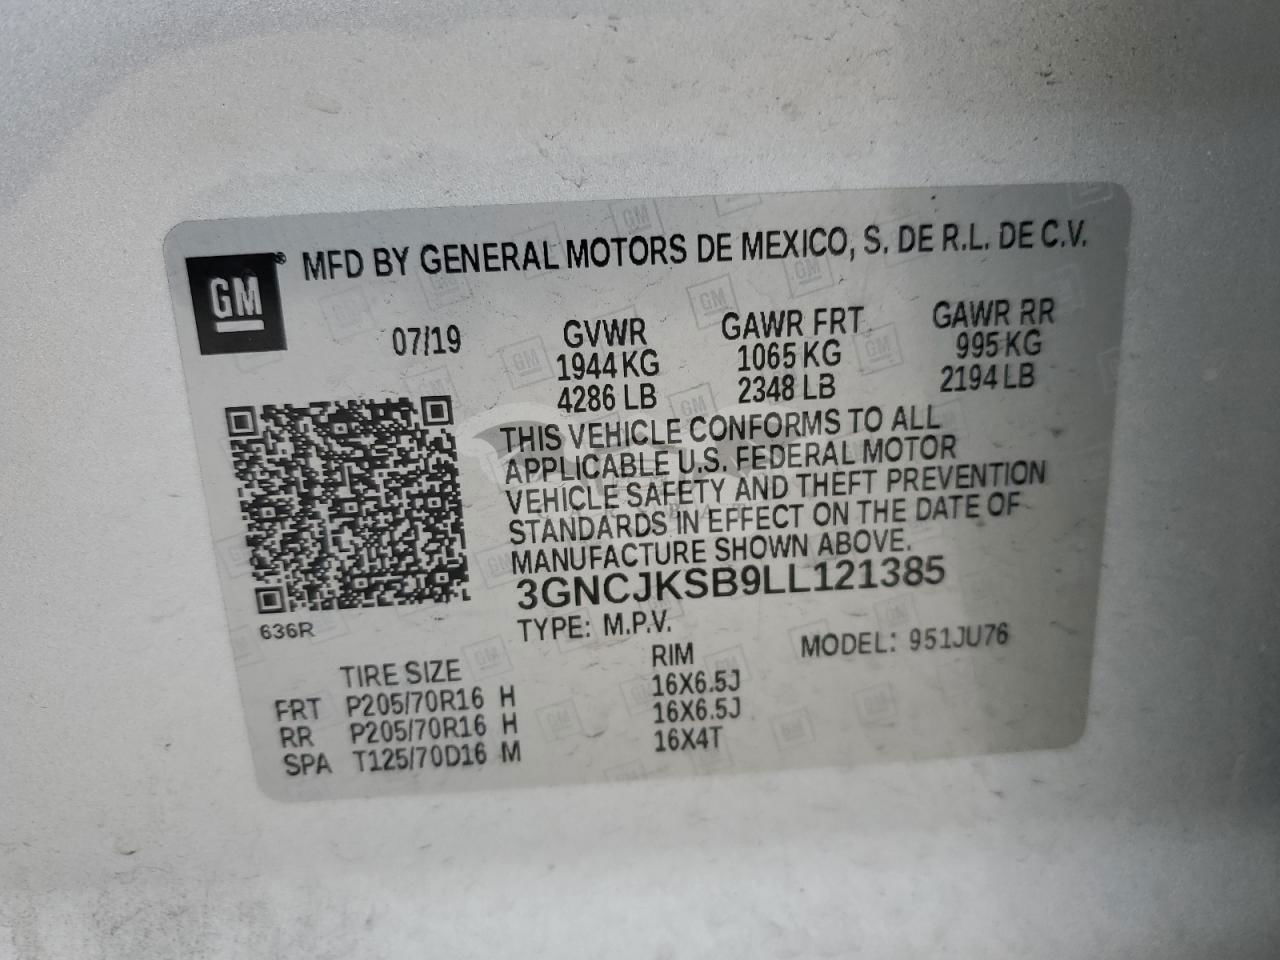 GM® MFD BY GENERAL MOTORS DE MEXICO, S. DE R.L. DE C.V.
07/19 GVWR GAWR FRT GAWR RR
1944 KG 1065 KG 995 KG
4286 LB 2348 LB 2194 LB
THIS VEHICLE CONFORMS TO ALL
APPLICABLE U.S. FEDERAL MOTOR
VEHICLE SAFETY AND THEFT PREVENTION
STANDARDS IN EFFECT ON THE DATE OF
MANUFACTURE SHOWN ABOVE.
3GNCJKSB9LL121385
636R
TYPE: M.P.V. MODEL: 951JU76
TIRE SIZE RIM
FRT P205/70R16 H 16X6.5J
RR P205/70R16 H 16X6.5J
SPA T125/70D16 M 16X4T